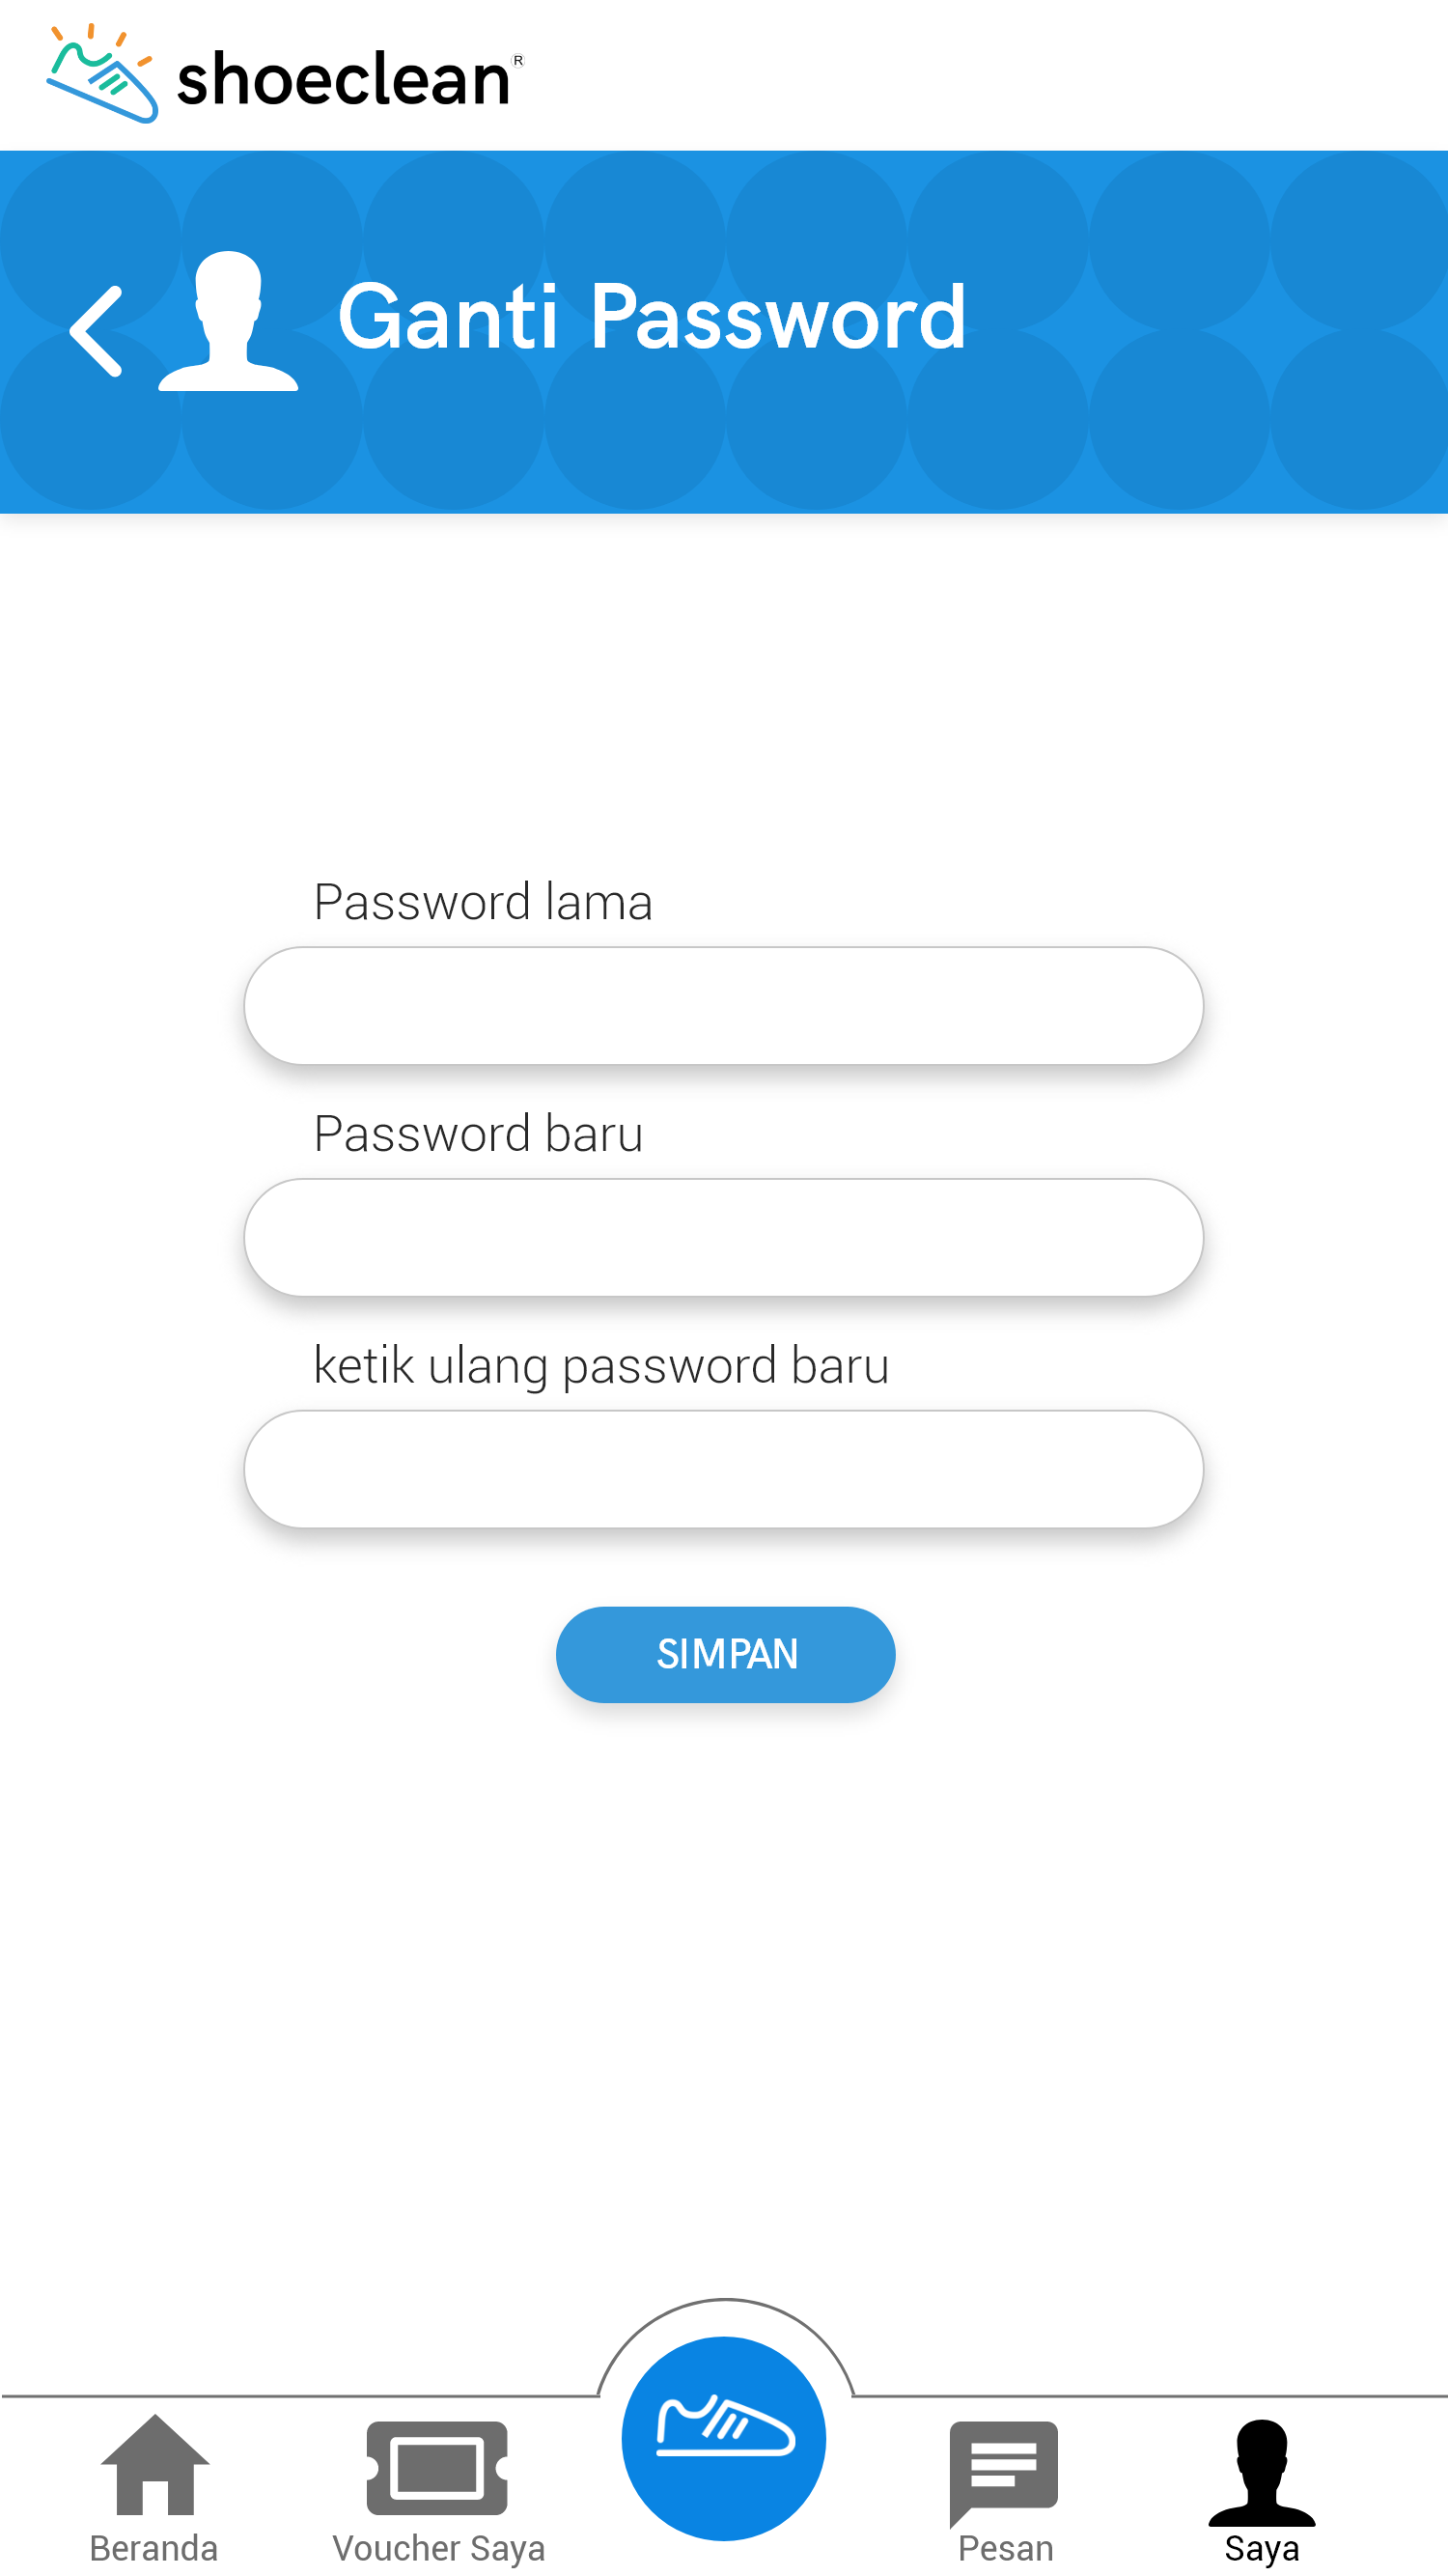 shoeclean®
Ganti Password
Password lama
Password baru
ketik ulang password baru
SIMPAN
Beranda
Voucher Saya
Pesan
Saya